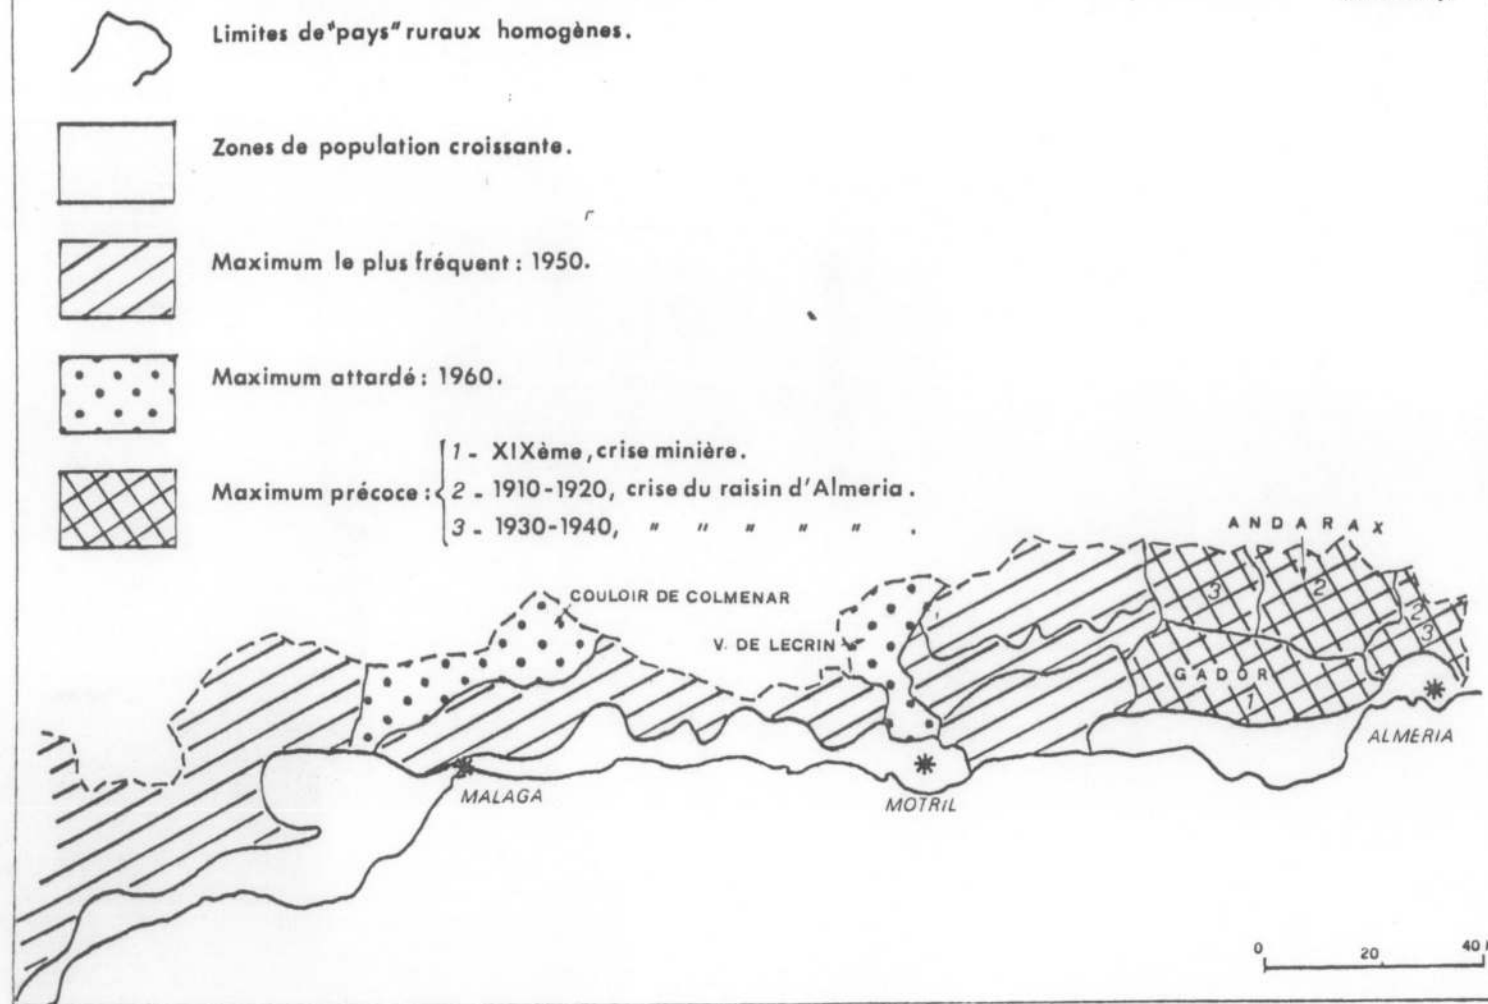 Limites de "pays" ruraux homogènes.
Zones de population croissante.
Maximum le plus fréquent : 1950.
Maximum attardé : 1960.
Maximum précoce :
1 - XIXème, crise minière.
2 - 1910-1920, crise du raisin d'Almeria.
3 - 1930-1940, " " " " " .
ANDARAX
COULOIR DE COLMENAR
V. DE LECRIN
3
2
2
3
GADOR
1
ALMERIA
MALAGA
MOTRIL
0 20 40